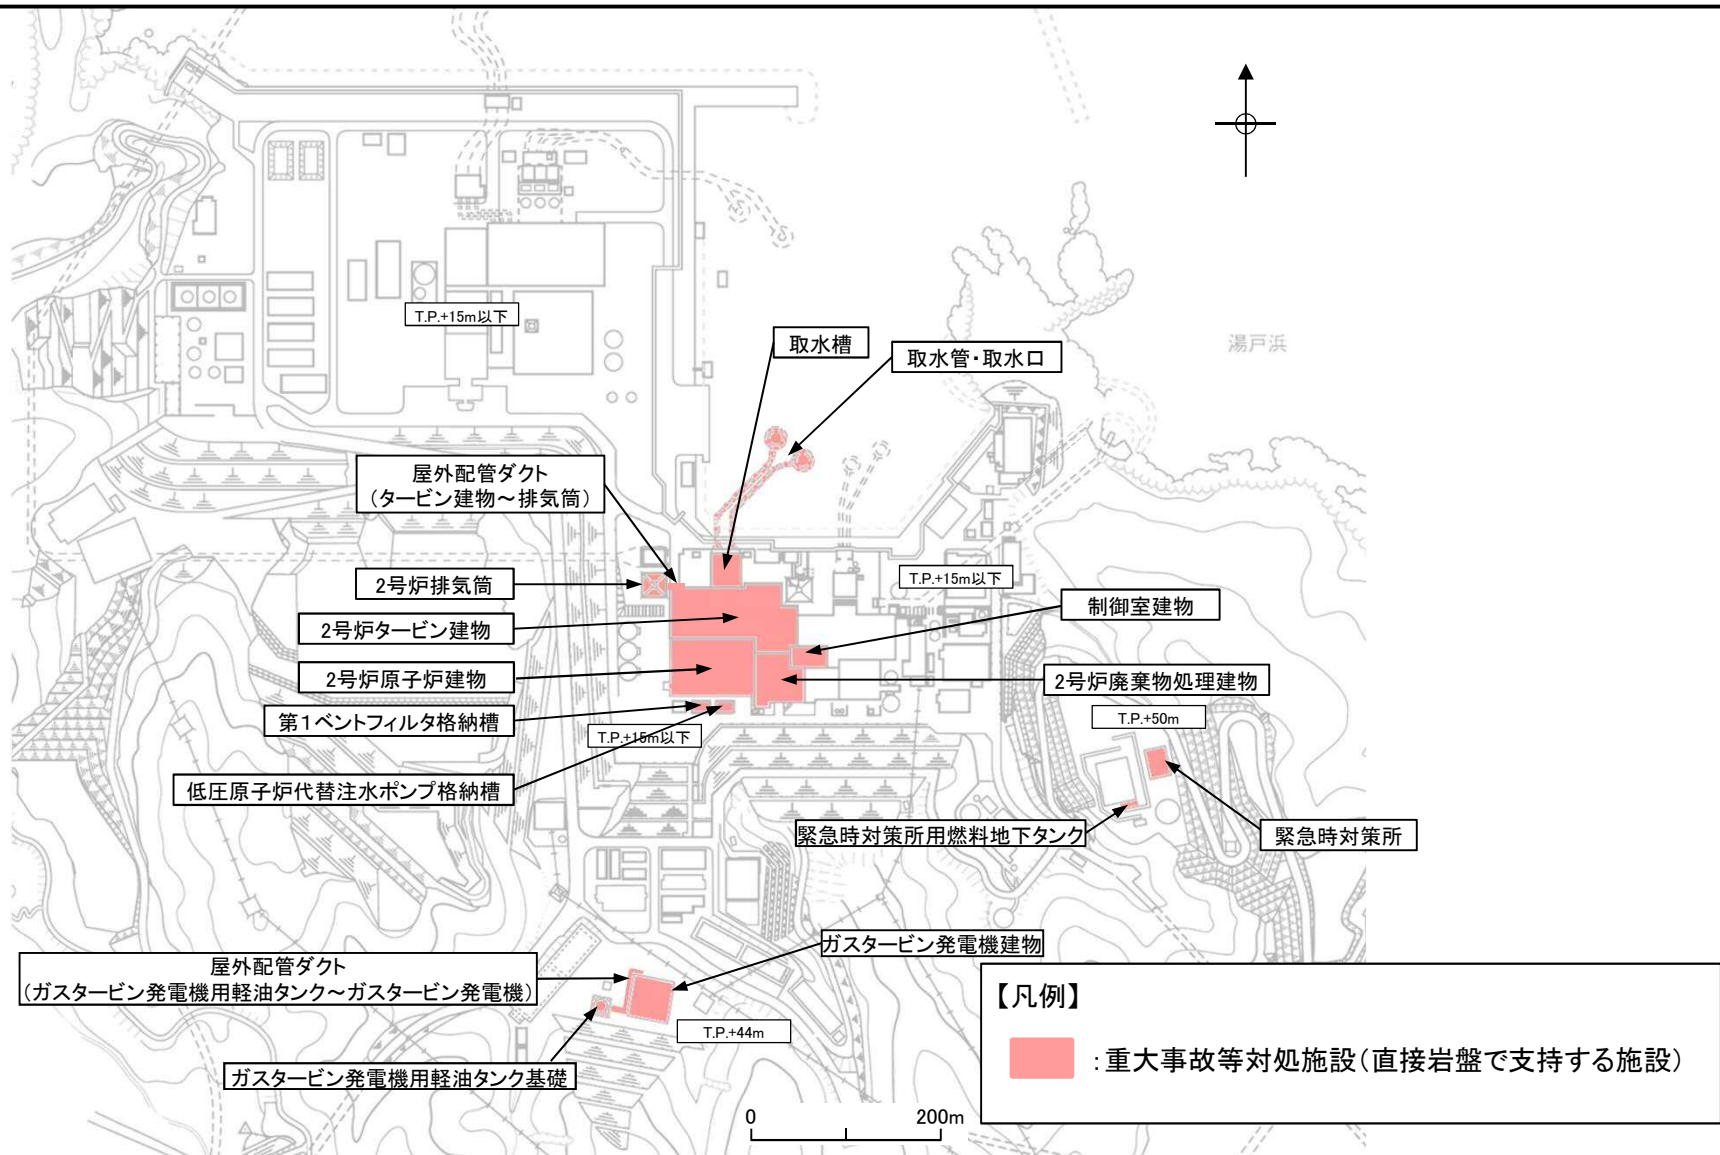 T.P.+15m以下
取水槽
取水管・取水口
湯戸浜
屋外配管ダクト
(タービン建物～排気筒)
2号炉排気筒
T.P.+15m以下
制御室建物
2号炉タービン建物
2号炉原子炉建物
2号炉廃棄物処理建物
第1ベントフィルタ格納槽
T.P.+50m
T.P.+15m以下
低圧原子炉代替注水ポンプ格納槽
緊急時対策所用燃料地下タンク
緊急時対策所
ガスタービン発電機建物
屋外配管ダクト
(ガスタービン発電機用軽油タンク～ガスタービン発電機)
T.P.+44m
ガスタービン発電機用軽油タンク基礎
【凡例】
:重大事故等対処施設(直接岩盤で支持する施設)
0 200m